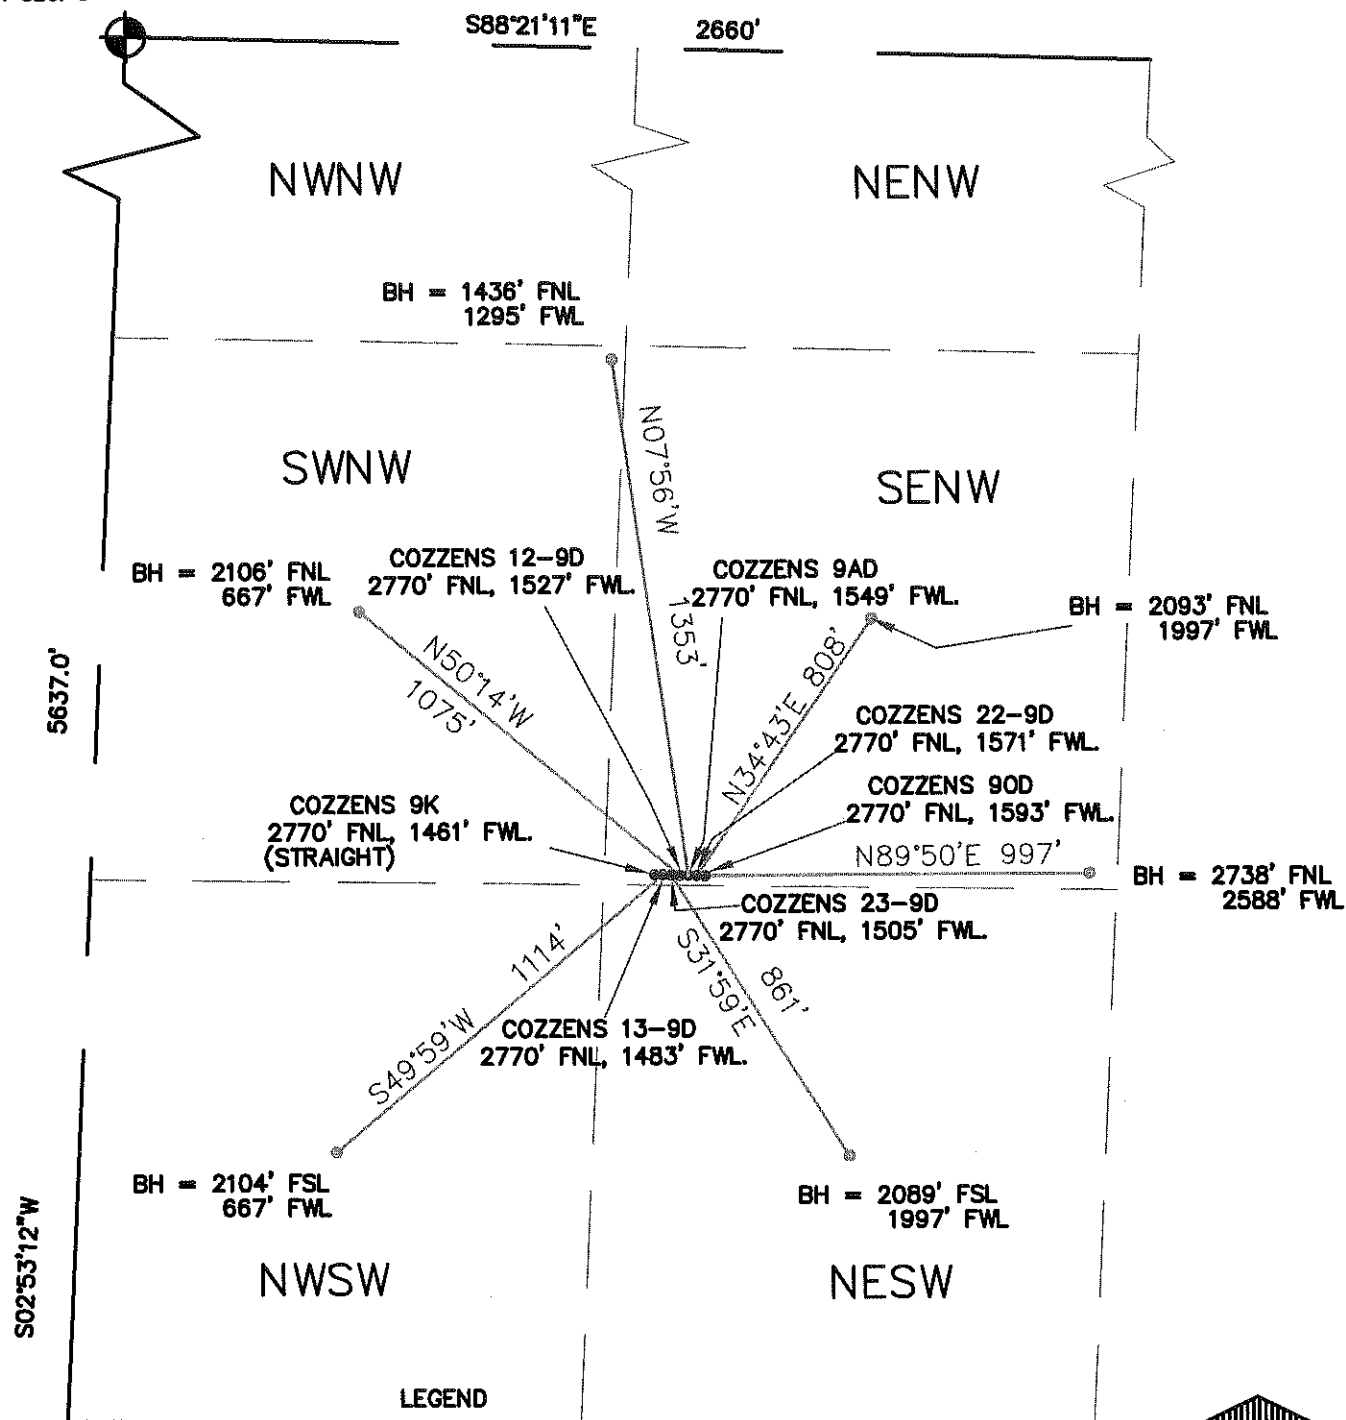 S88°21'11"E 2660'
NWNW
NENW
BH = 1436' FNL
1295' FWL
SWNW
SENW
N07°56'W
1353'
COZZENS 12-9D
2770' FNL, 1527' FWL.
COZZENS 9AD
2770' FNL, 1549' FWL.
BH = 2106' FNL
667' FWL
BH = 2093' FNL
1997' FWL
N50°14'W
1075'
N34°43'E 808'
5637.0'
COZZENS 22-9D
2770' FNL, 1571' FWL.
COZZENS 9OD
2770' FNL, 1593' FWL.
COZZENS 9K
2770' FNL, 1461' FWL.
(STRAIGHT)
N89°50'E 997'
BH = 2738' FNL
2588' FWL
COZZENS 23-9D
2770' FNL, 1505' FWL.
1114'
S49°59'W
S31°59'E
861'
COZZENS 13-9D
2770' FNL, 1483' FWL.
BH = 2104' FSL
667' FWL
BH = 2089' FSL
1997' FWL
S02°53'12"W
NWSW
NESW
LEGEND